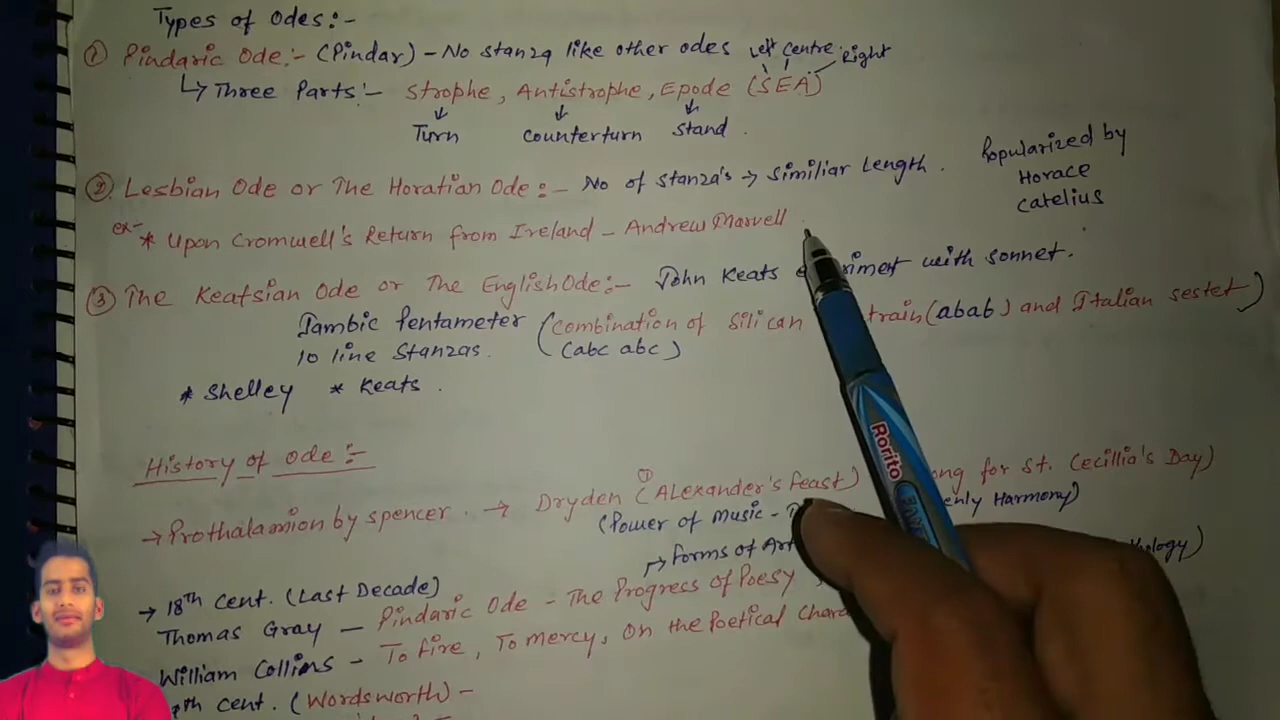 Types of Odes:-
① Pindaric Ode:- (Pindar) - No stanza like other odes
Left Centre Right
↳ Three Parts:- Strophe, Antistrophe, Epode (SEA)
Turn counterturn stand.
② Lesbian Ode or The Horatian Ode:- No of stanza's → Similiar Length.
Popularized by
Horace
Catelius
ex- * Upon Cromwell's Return from Ireland - Andrew Marvell
③ The Keatsian Ode or The English Ode:- John Keats with sonnet.
Iambic Pentameter (Combination of Silican (abab) and Italian sestet)
10 line Stanzas. (abc abc)
* Shelley * Keats.
History of Ode:-
→ Prothalamion by spencer. → Dryden (① Alexander's feast) for St. Cecillia's Day)
(Power of Music - Harmony)
↳ forms of Art
→ 18th Cent. (Last Decade)
Thomas Gray - Pindaric Ode - The Progress of Poesy
William Collins - To fire, To Mercy, On the Poetical
Cent. (Wordsworth) -
Rorito